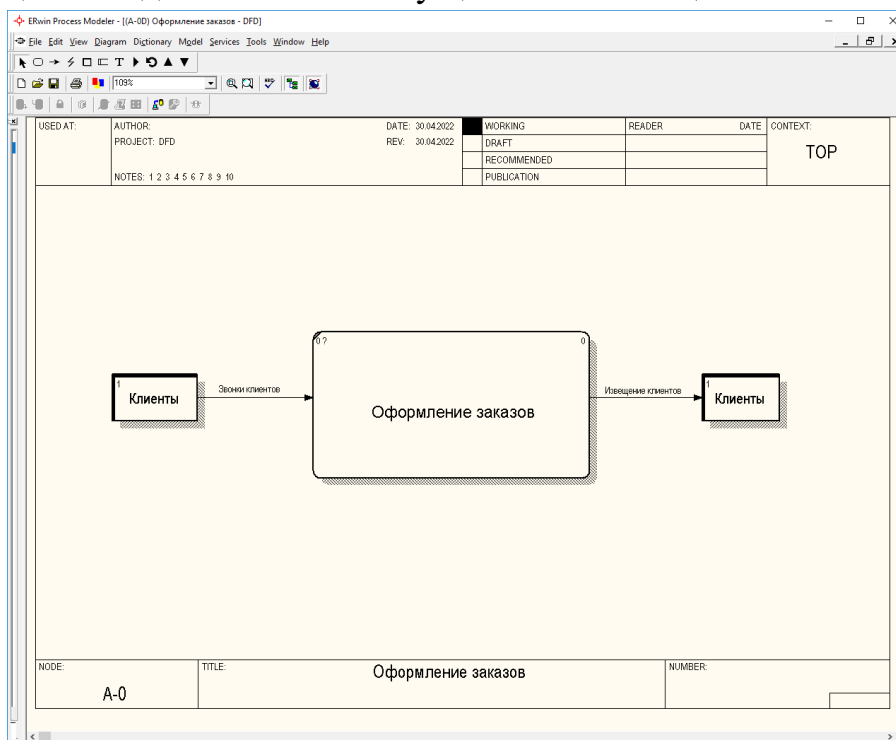 ERwin Process Modeler - [(A-0D) Оформление заказов - DFD]
File Edit View Diagram Dictionary Model Services Tools Window Help
109%
USED AT: AUTHOR: DATE: 30.04.2022 WORKING READER DATE CONTEXT:
PROJECT: DFD REV: 30.04.2022 DRAFT
TOP
RECOMMENDED
NOTES: 1 2 3 4 5 6 7 8 9 10 PUBLICATION
0 ? 0
1 Клиенты
Звонки клиентов
Оформление заказов
Извещение клиентов
1 Клиенты
NODE: TITLE: Оформление заказов NUMBER:
A-0